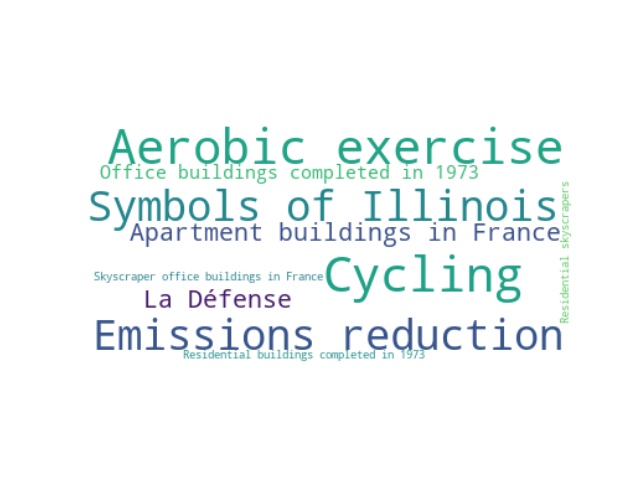 Aerobic exercise
Office buildings completed in 1973
Symbols of Illinois
Apartment buildings in France
Residential skyscrapers
Skyscraper office buildings in France
Cycling
La Défense
Emissions reduction
Residential buildings completed in 1973